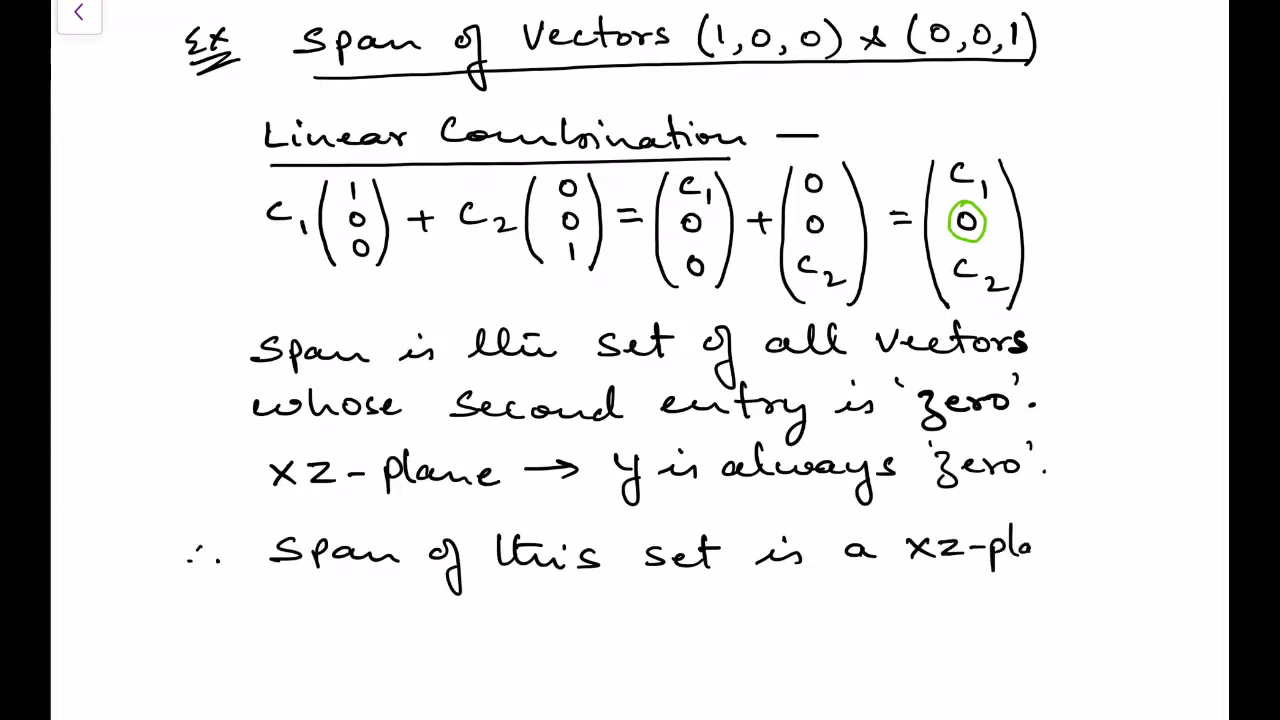 Ex Span of Vectors (1,0,0) & (0,0,1)
Linear Combination —
c₁ (1 0 0) + c₂ (0 0 1) = (c₁ 0 0) + (0 0 c₂) = (c₁ 0 c₂)
Span is the set of all vectors
whose second entry is 'zero'.
xz-plane → y is always 'zero'.
∴ Span of this set is a xz-pla